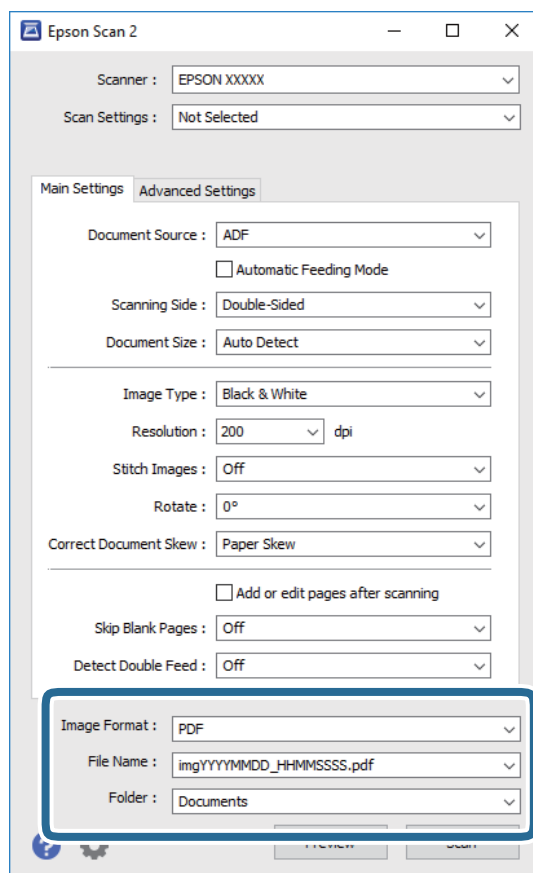 Epson Scan 2
Scanner : EPSON XXXXX
Scan Settings : Not Selected
Main Settings Advanced Settings
Document Source : ADF
Automatic Feeding Mode
Scanning Side : Double-Sided
Document Size : Auto Detect
Image Type : Black & White
Resolution : 200 dpi
Stitch Images : Off
Rotate : 0°
Correct Document Skew : Paper Skew
Add or edit pages after scanning
Skip Blank Pages : Off
Detect Double Feed : Off
Image Format : PDF
File Name : imgYYYYMMDD_HHMMSSSS.pdf
Folder : Documents
? Preview Scan